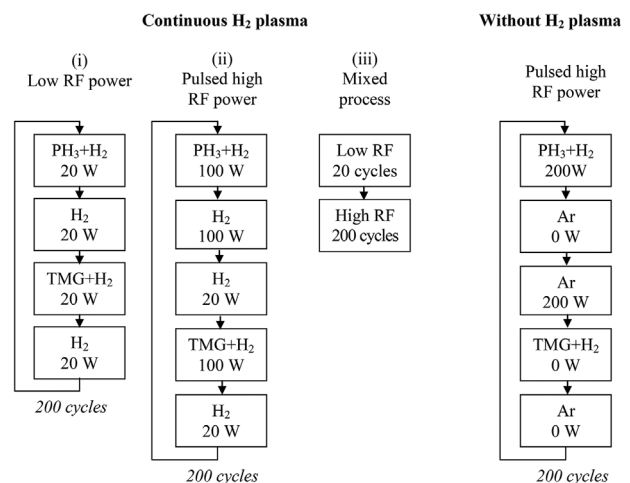 Continuous H₂ plasma
(i)
Low RF power
PH₃+H₂
20 W
H₂
20 W
TMG+H₂
20 W
H₂
20 W
200 cycles
(ii)
Pulsed high
RF power
PH₃+H₂
100 W
H₂
100 W
H₂
20 W
TMG+H₂
100 W
H₂
20 W
200 cycles
(iii)
Mixed
process
Low RF
20 cycles
High RF
200 cycles
Without H₂ plasma
Pulsed high
RF power
PH₃+H₂
200W
Ar
0 W
Ar
200 W
TMG+H₂
0 W
Ar
0 W
200 cycles